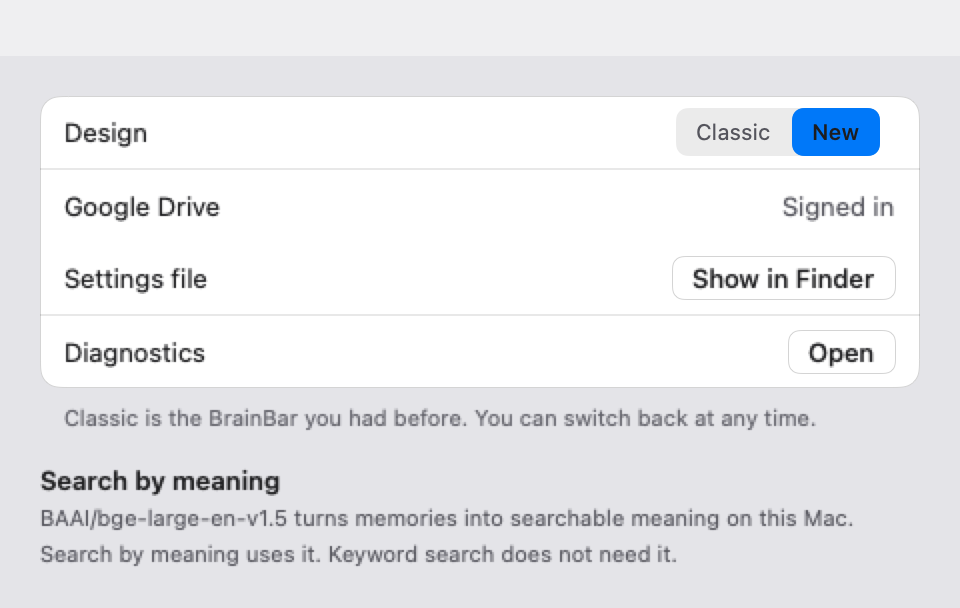 Design Classic New
Google Drive Signed in
Settings file Show in Finder
Diagnostics Open
Classic is the BrainBar you had before. You can switch back at any time.
Search by meaning
BAAI/bge-large-en-v1.5 turns memories into searchable meaning on this Mac.
Search by meaning uses it. Keyword search does not need it.